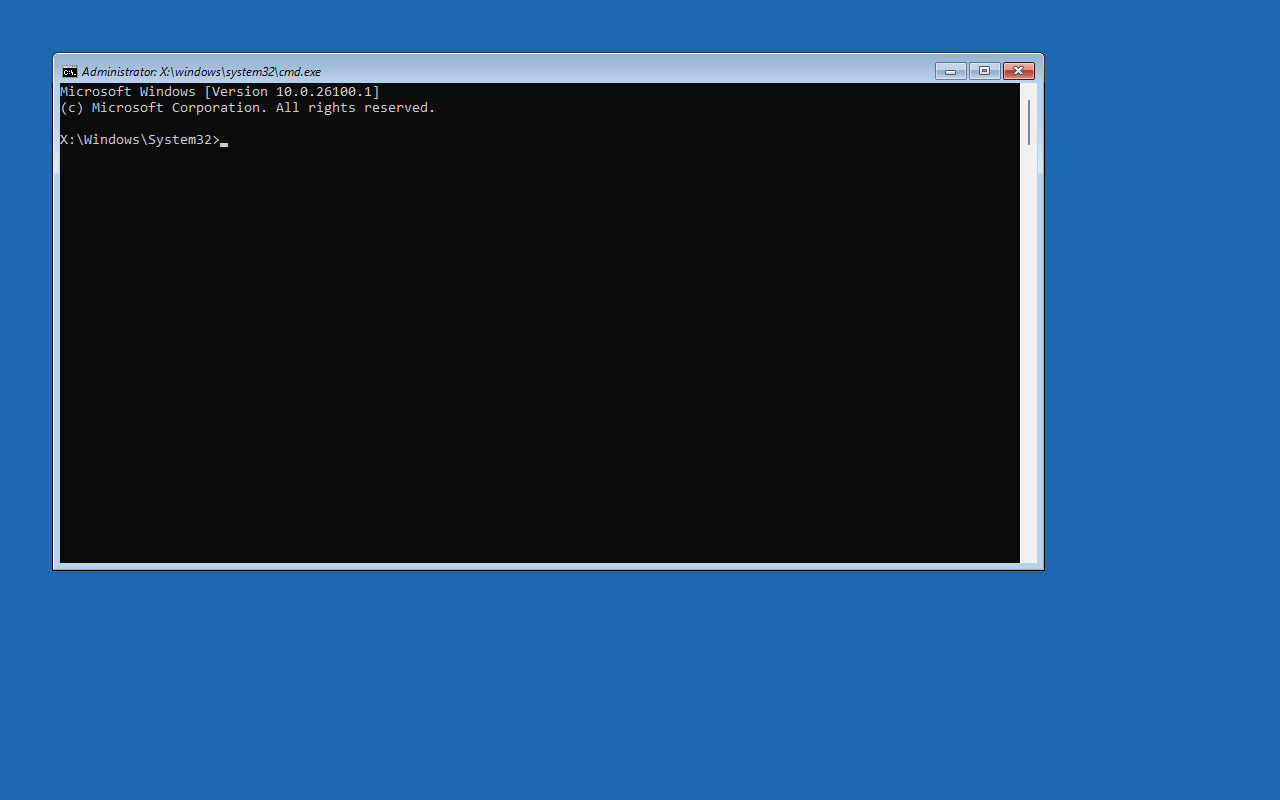 Administrator: X:\windows\system32\cmd.exe
Microsoft Windows [Version 10.0.26100.1]
(c) Microsoft Corporation. All rights reserved.
X:\Windows\System32>